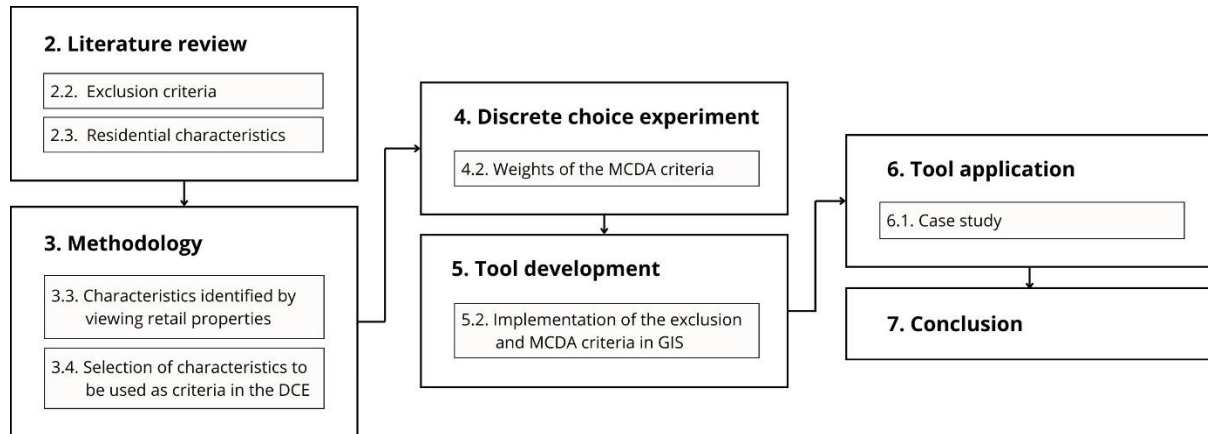 2. Literature review
2.2. Exclusion criteria
2.3. Residential characteristics
3. Methodology
3.3. Characteristics identified by
viewing retail properties
3.4. Selection of characteristics to
be used as criteria in the DCE
4. Discrete choice experiment
4.2. Weights of the MCDA criteria
5. Tool development
5.2. Implementation of the exclusion
and MCDA criteria in GIS
6. Tool application
6.1. Case study
7. Conclusion